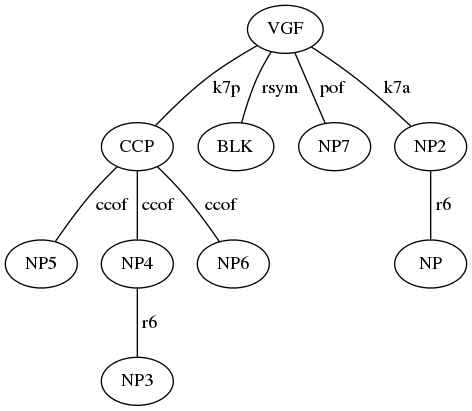 VGF
k7p rsym pof k7a
CCP BLK NP7 NP2
ccof ccof ccof r6
NP5 NP4 NP6 NP
r6
NP3